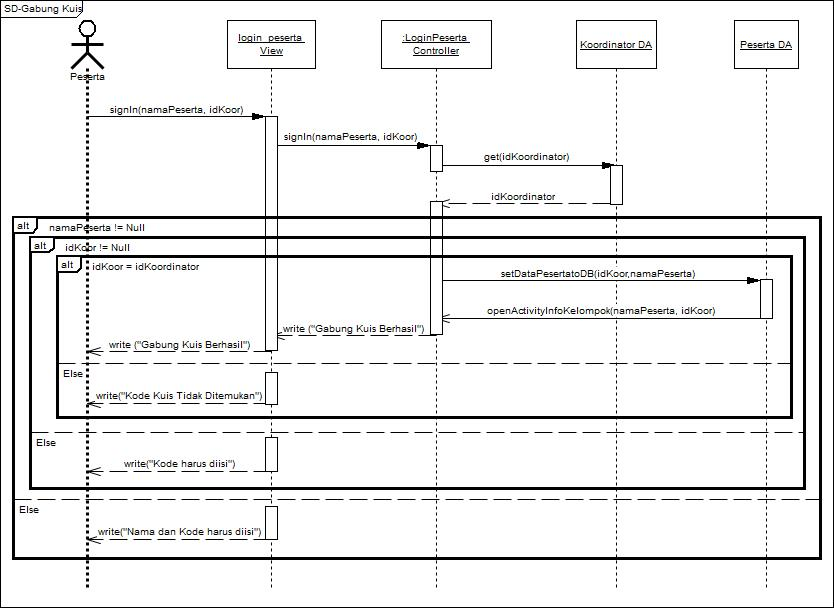 SD-Gabung Kuis
Peserta
login_peserta
View
:LoginPeserta
Controller
Koordinator DA
Peserta DA
signIn(namaPeserta, idKoor)
signIn(namaPeserta, idKoor)
get(idKoordinator)
idKoordinator
alt
namaPeserta != Null
alt
idKoor != Null
alt
idKoor = idKoordinator
setDataPesertatoDB(idKoor,namaPeserta)
openActivityInfoKelompok(namaPeserta, idKoor)
write ("Gabung Kuis Berhasil")
write ("Gabung Kuis Berhasil")
Else
write("Kode Kuis Tidak Ditemukan")
Else
write("Kode harus diisi")
Else
write("Nama dan Kode harus diisi")